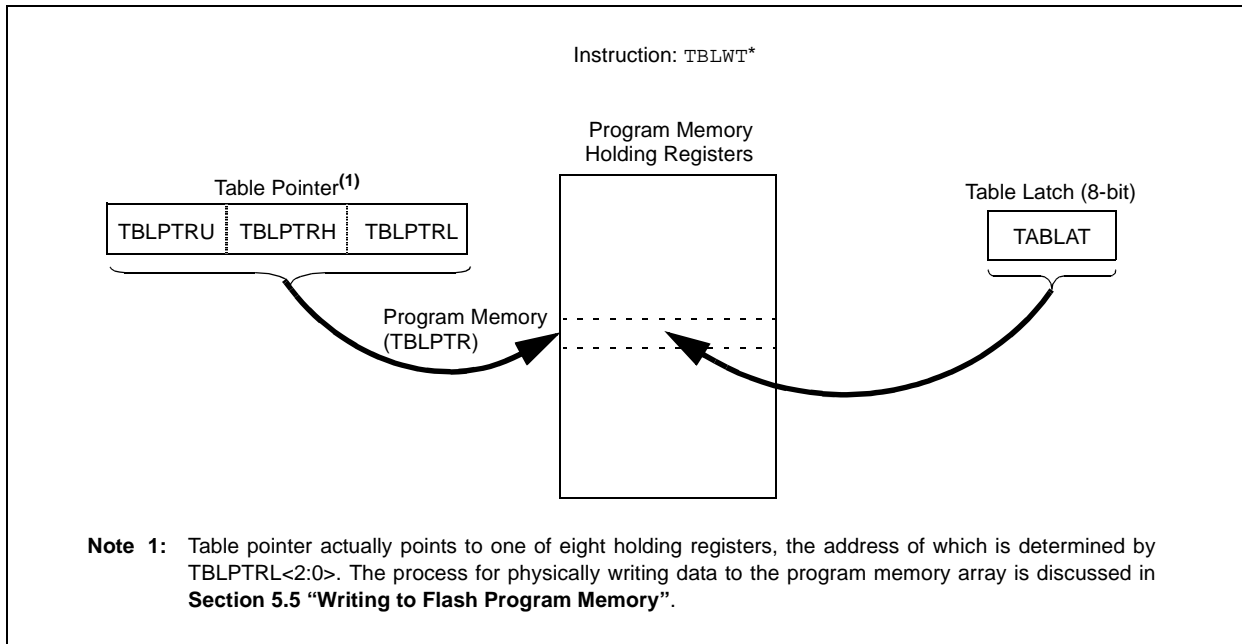 Instruction: TBLWT*
Program Memory
Holding Registers
Table Pointer(1)
Table Latch (8-bit)
TBLPTRU TBLPTRH TBLPTRL
TABLAT
Program Memory
(TBLPTR)
Note 1: Table pointer actually points to one of eight holding registers, the address of which is determined by
TBLPTRL<2:0>. The process for physically writing data to the program memory array is discussed in
Section 5.5 “Writing to Flash Program Memory”.